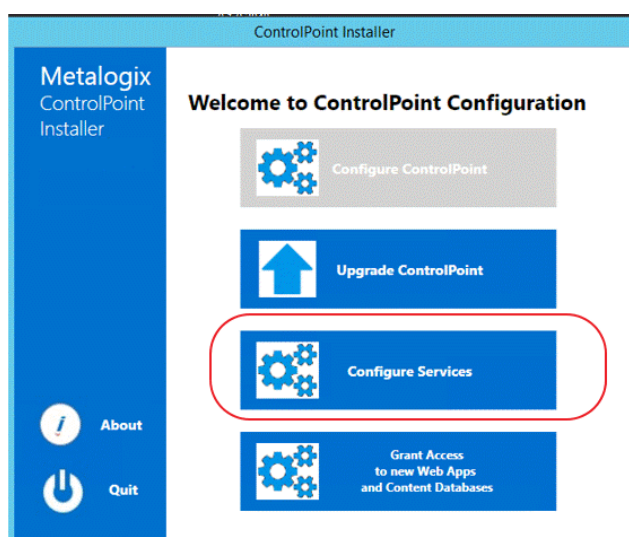 ControlPoint Installer
Metalogix
ControlPoint
Installer
Welcome to ControlPoint Configuration
Configure ControlPoint
Upgrade ControlPoint
Configure Services
Grant Access
to new Web Apps
and Content Databases
About
Quit